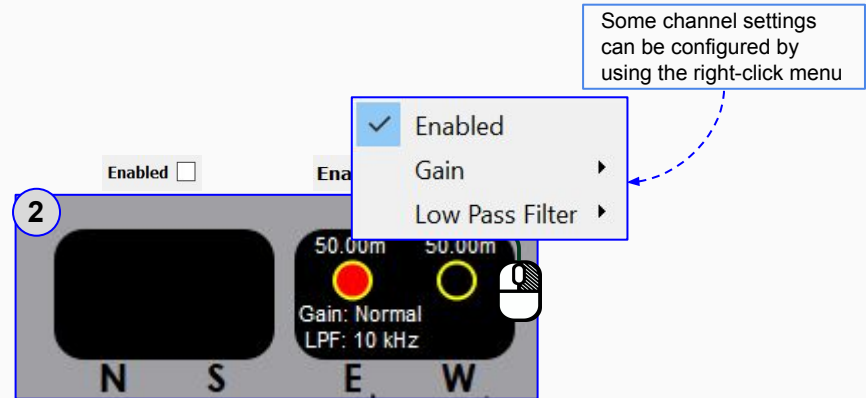 Some channel settings
can be configured by
using the right-click menu
Enabled
Gain
Low Pass Filter
Enabled
Ena
2
50.00m 50.00m
Gain: Normal
LPF: 10 kHz
N S E W